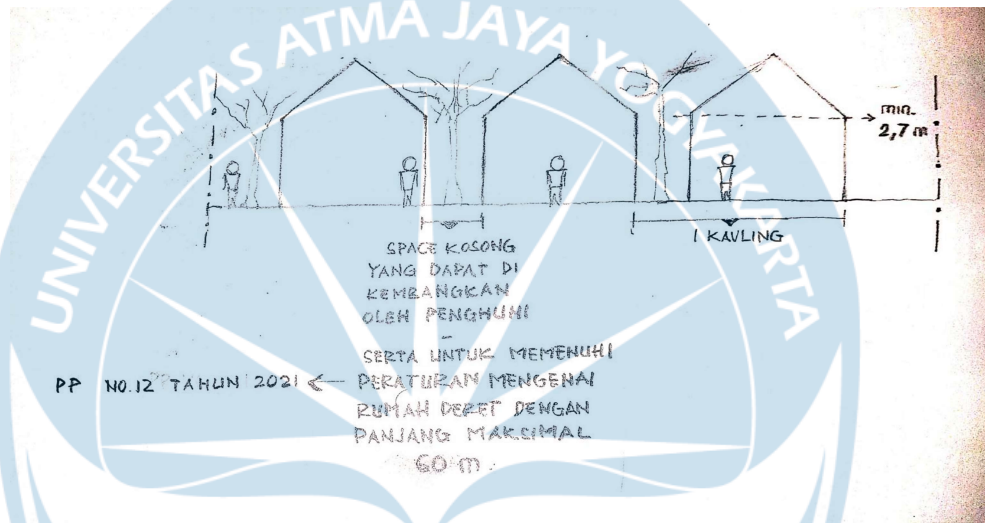 UNIVERSITAS ATMA JAYA YOGYAKARTA
min.
2,7 m
1 KAVLING
SPACE KOSONG
YANG DAPAT DI
KEMBANGKAN
OLEH PENGHUNI
-
SERTA UNTUK MEMENUHI
PP NO.12 TAHUN 2021 ← PERATURAN MENGENAI
RUMAH DERET DENGAN
PANJANG MAKSIMAL
60 m.